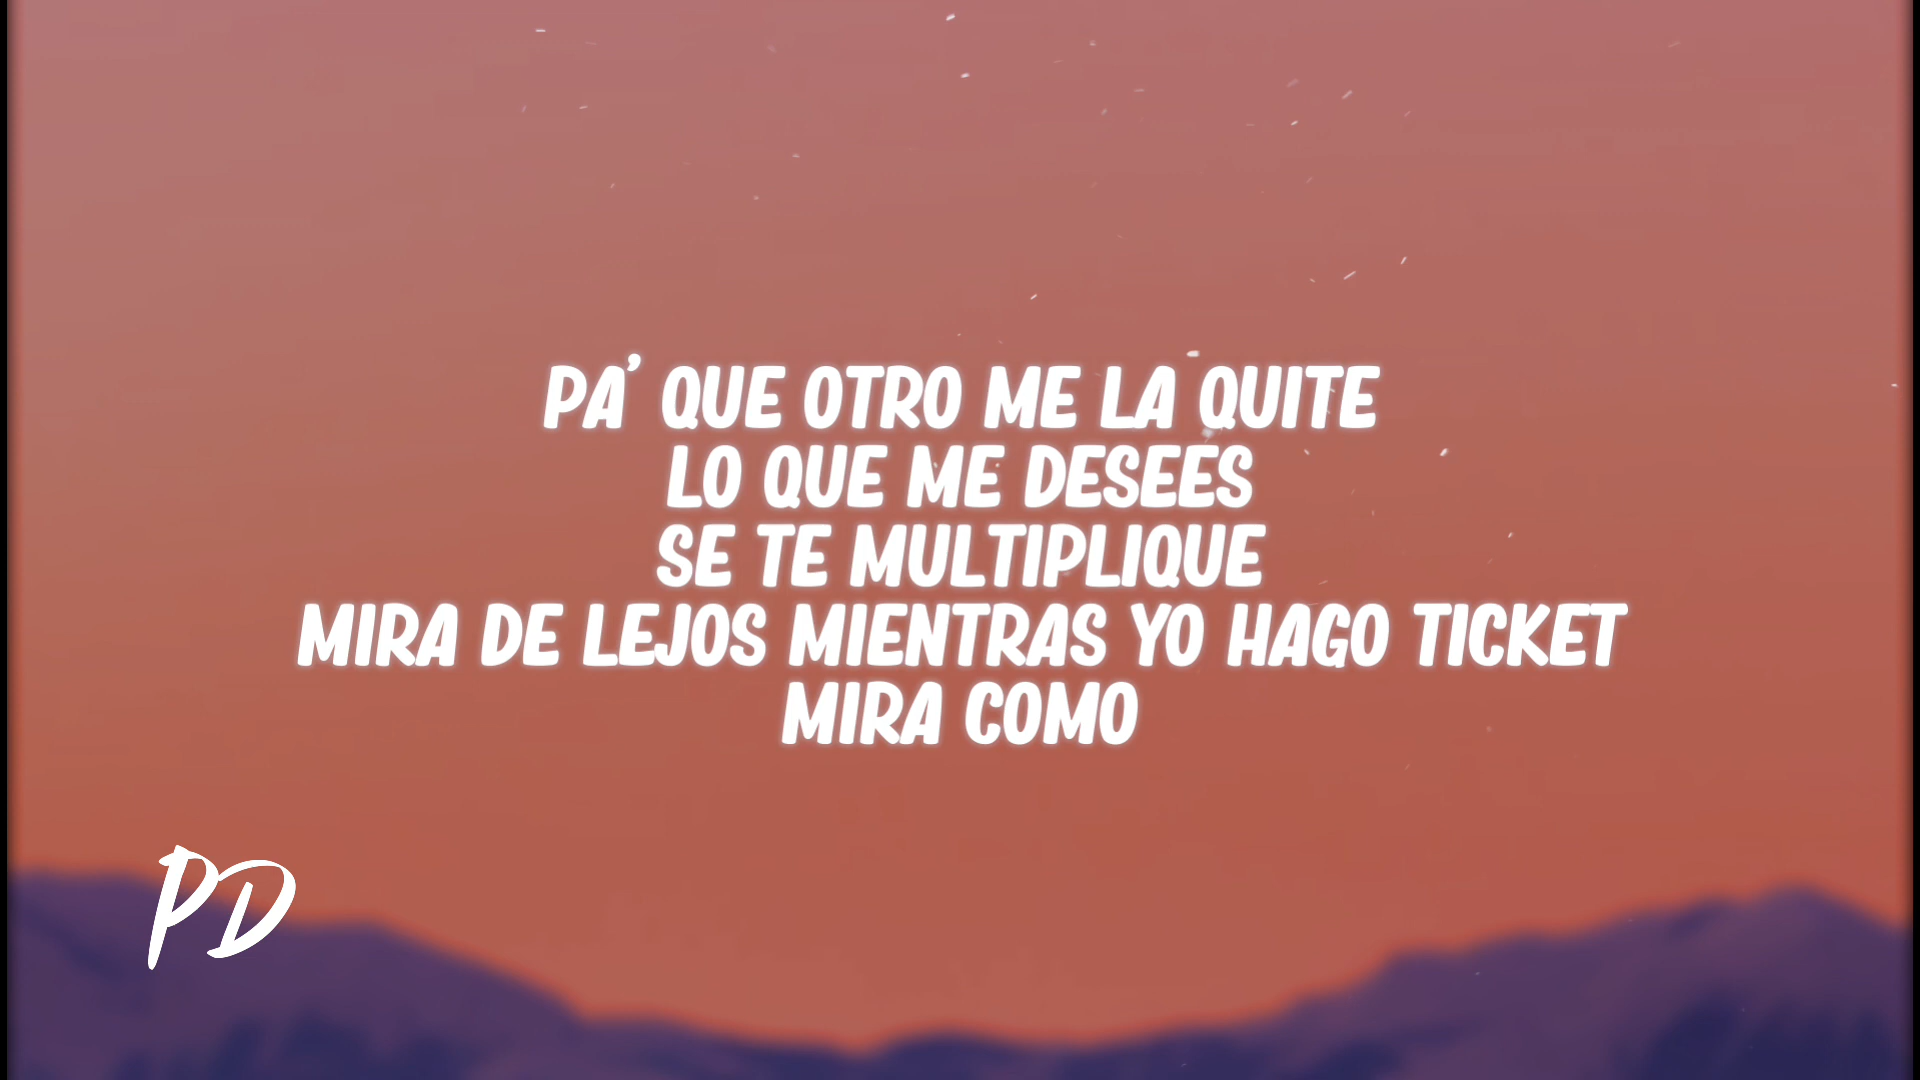 PA' QUE OTRO ME LA QUITE
LO QUE ME DESEES
SE TE MULTIPLIQUE
MIRA DE LEJOS MIENTRAS YO HAGO TICKET
MIRA COMO
PD